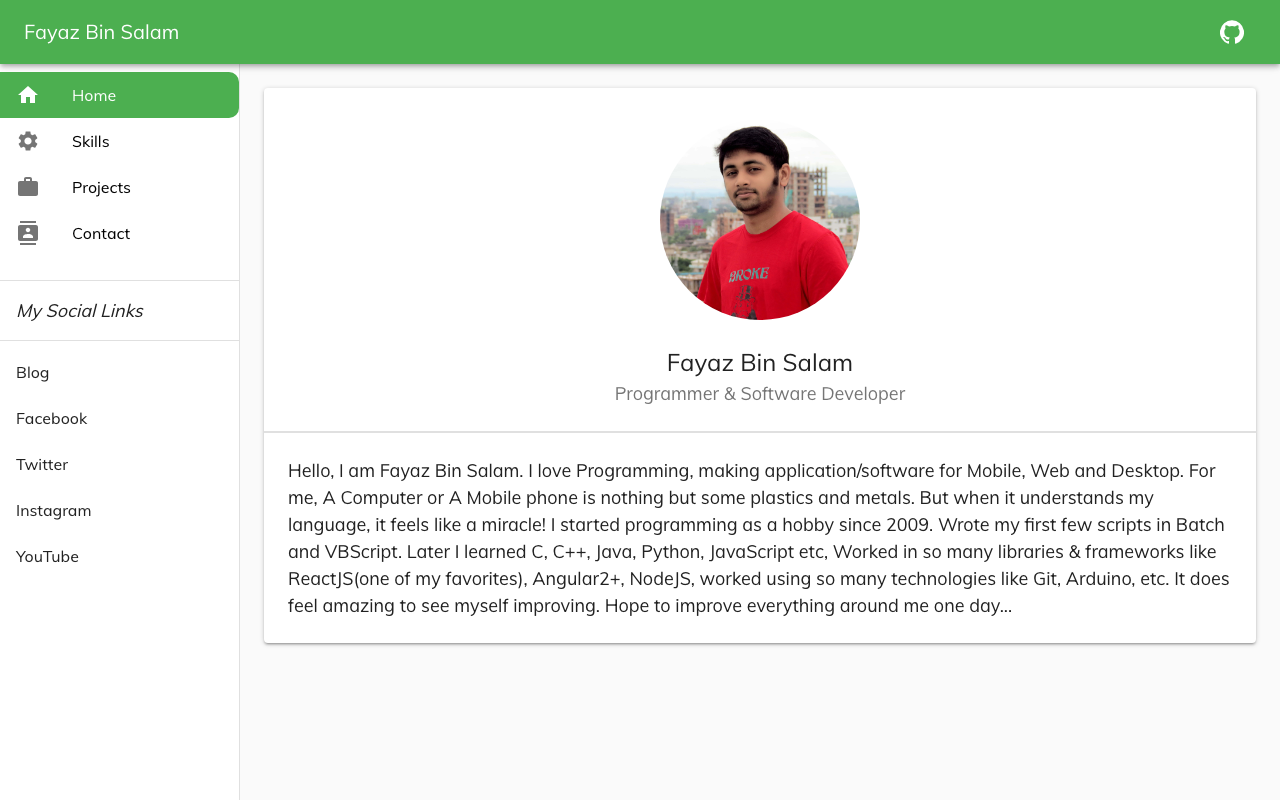 Fayaz Bin Salam
Home
Skills
Projects
Contact
My Social Links
Blog
Facebook
Twitter
Instagram
YouTube
BROKE
#
Fayaz Bin Salam
Programmer & Software Developer
Hello, I am Fayaz Bin Salam. I love Programming, making application/software for Mobile, Web and Desktop. For
me, A Computer or A Mobile phone is nothing but some plastics and metals. But when it understands my
language, it feels like a miracle! I started programming as a hobby since 2009. Wrote my first few scripts in Batch
and VBScript. Later I learned C, C++, Java, Python, JavaScript etc, Worked in so many libraries & frameworks like
ReactJS(one of my favorites), Angular2+, NodeJS, worked using so many technologies like Git, Arduino, etc. It does
feel amazing to see myself improving. Hope to improve everything around me one day...